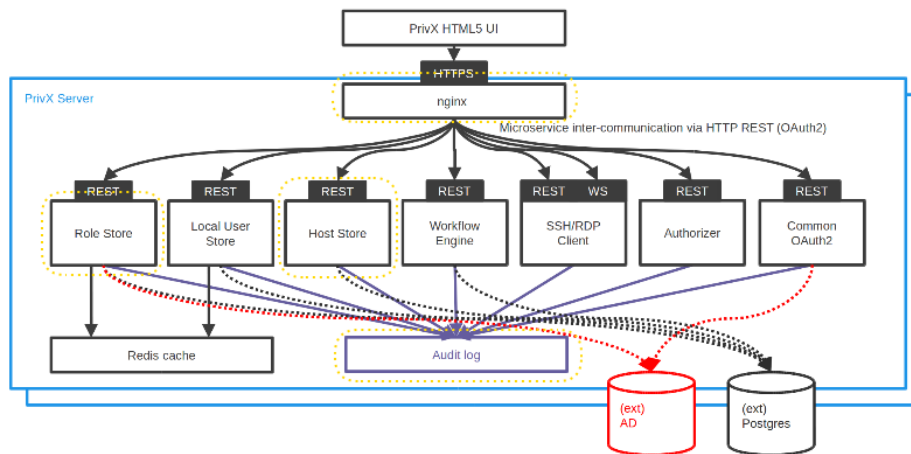 PrivX HTML5 UI
HTTPS
PrivX Server
nginx
Microservice inter-communication via HTTP REST (OAuth2)
REST REST REST REST REST WS REST REST
Role Store
Local User
Store
Host Store
Workflow
Engine
SSH/RDP
Client
Authorizer
Common
OAuth2
Redis cache
Audit log
(ext)
AD
(ext)
Postgres